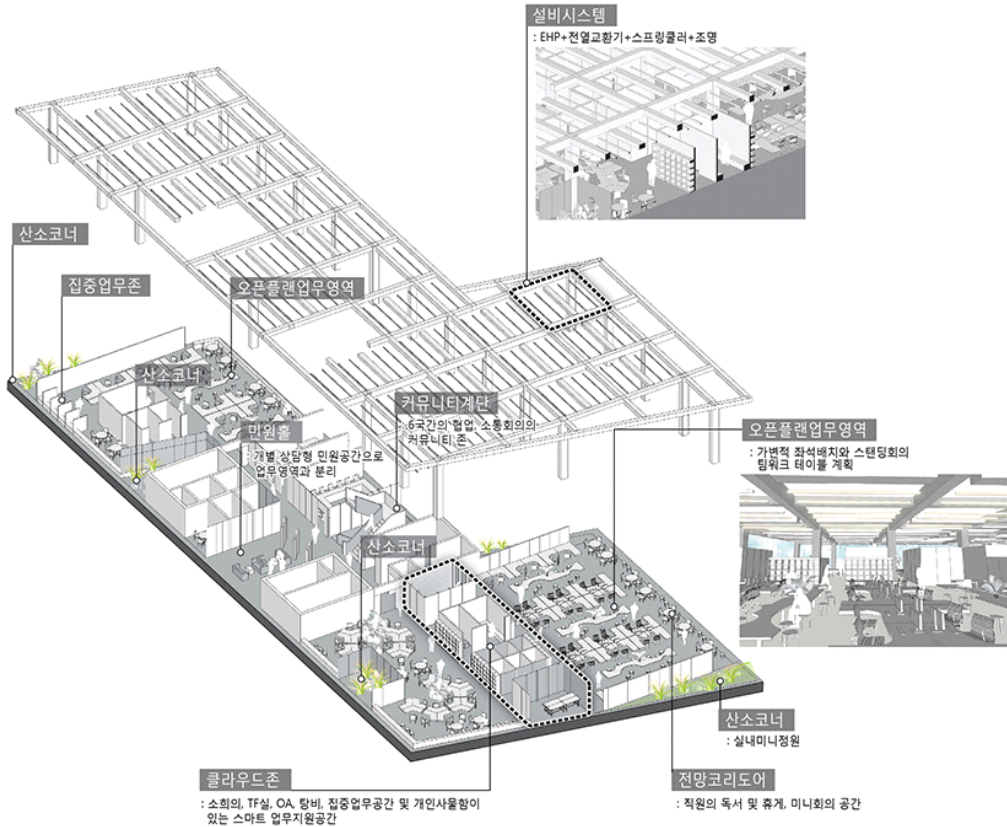 설비시스템
: EHP+전열교환기+스프링쿨러+조명
산소코너
집중업무존
오픈플랜업무영역
산소코너
커뮤니티계단
: 6국간의 협업, 소통회의의
커뮤니티 존
민원홀
: 개별 상담형 민원공간으로
업무영역과 분리
오픈플랜업무영역
: 가변적 좌석배치와 스탠딩회의
팀워크 테이블 계획
산소코너
산소코너
: 실내미니정원
클라우드존
: 소회의, TF실, OA, 탕비, 집중업무공간 및 개인사물함이
있는 스마트 업무지원공간
전망코리도어
: 직원의 독서 및 휴게, 미니회의 공간